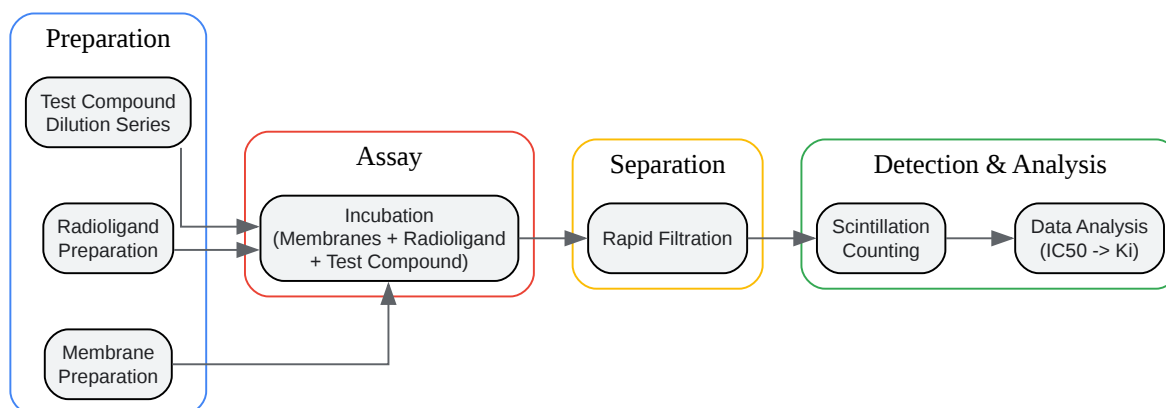 Preparation
Test Compound
Dilution Series
Radioligand
Preparation
Membrane
Preparation
Assay
Incubation
(Membranes + Radioligand
+ Test Compound)
Separation
Rapid Filtration
Detection & Analysis
Scintillation
Counting
Data Analysis
(IC50 -> Ki)